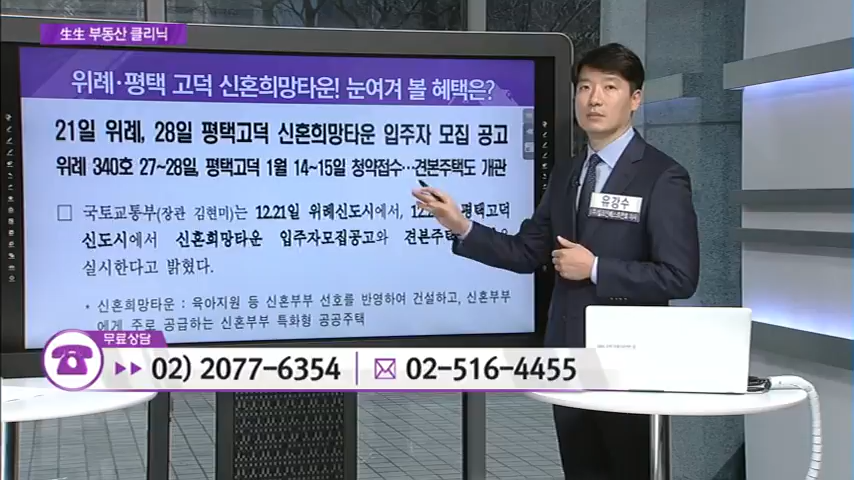 生生 부동산 클리닉
위례·평택 고덕 신혼희망타운! 눈여겨 볼 혜택은?
21일 위례, 28일 평택고덕 신혼희망타운 입주자 모집 공고
위례 340호 27~28일, 평택고덕 1월 14~15일 청약접수…견본주택도 개관
□ 국토교통부(장관 김현미)는 12.21일 위례신도시에서, 평택고덕
신도시에서 신혼희망타운 입주자모집공고와 견본주택
실시한다고 밝혔다.
* 신혼희망타운 : 육아지원 등 신혼부부 선호를 반영하여 건설하고, 신혼부부
에게 주로 공급하는 신혼부부 특화형 공공주택
유강수
무료상담
02) 2077-6354
02-516-4455